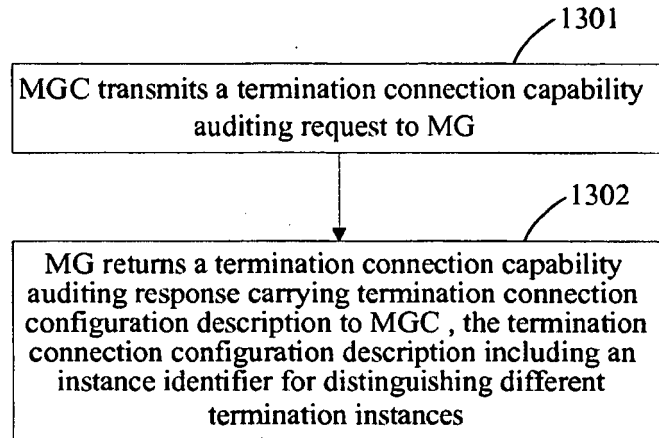 1301
MGC transmits a termination connection capability
auditing request to MG
1302
MG returns a termination connection capability
auditing response carrying termination connection
configuration description to MGC , the termination
connection configuration description including an
instance identifier for distinguishing different
termination instances